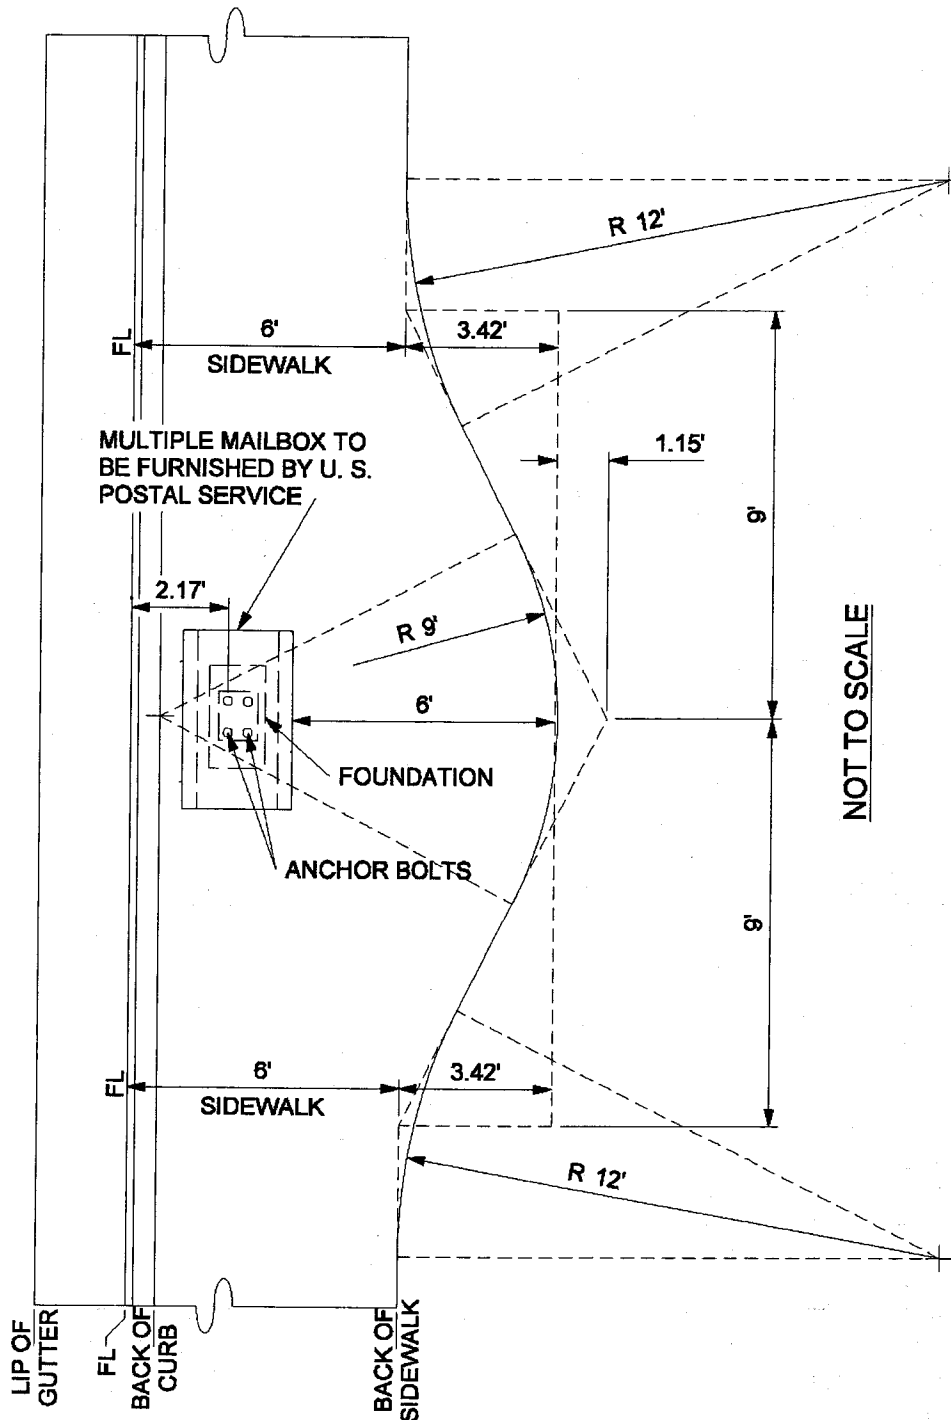 R 12'
6'
SIDEWALK
3.42'
FL
1.15'
9'
MULTIPLE MAILBOX TO
BE FURNISHED BY U. S.
POSTAL SERVICE
2.17'
R 9'
6'
NOT TO SCALE
FOUNDATION
ANCHOR BOLTS
9'
FL
6'
SIDEWALK
3.42'
R 12'
LIP OF
GUTTER
FL
BACK OF
CURB
BACK OF
SIDEWALK